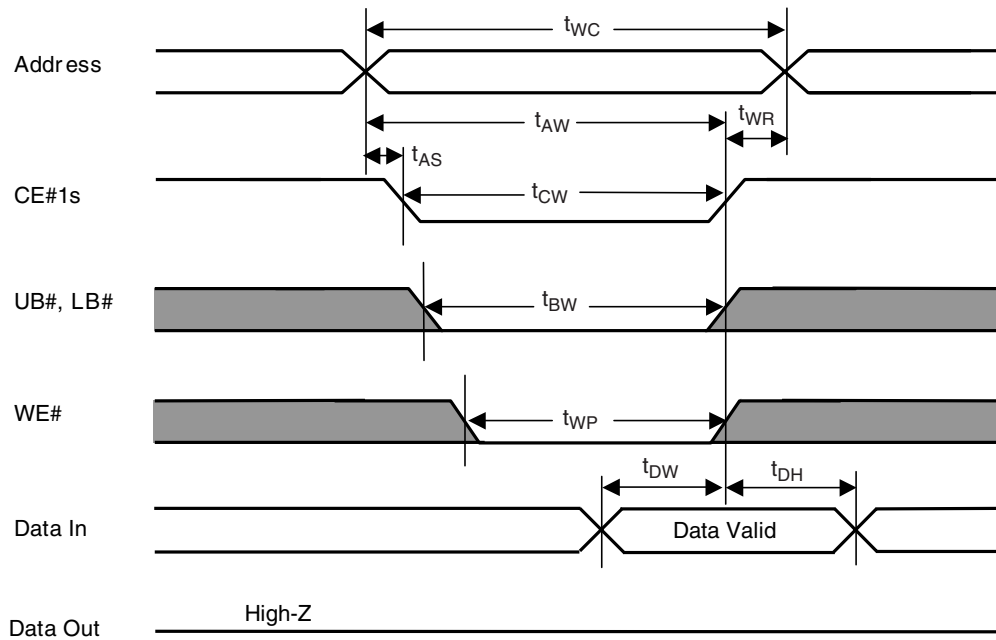 tWC
Address
tAW
tWR
tAS
CE#1s
tCW
UB#, LB#
tBW
WE#
tWP
tDW
tDH
Data In
Data Valid
High-Z
Data Out